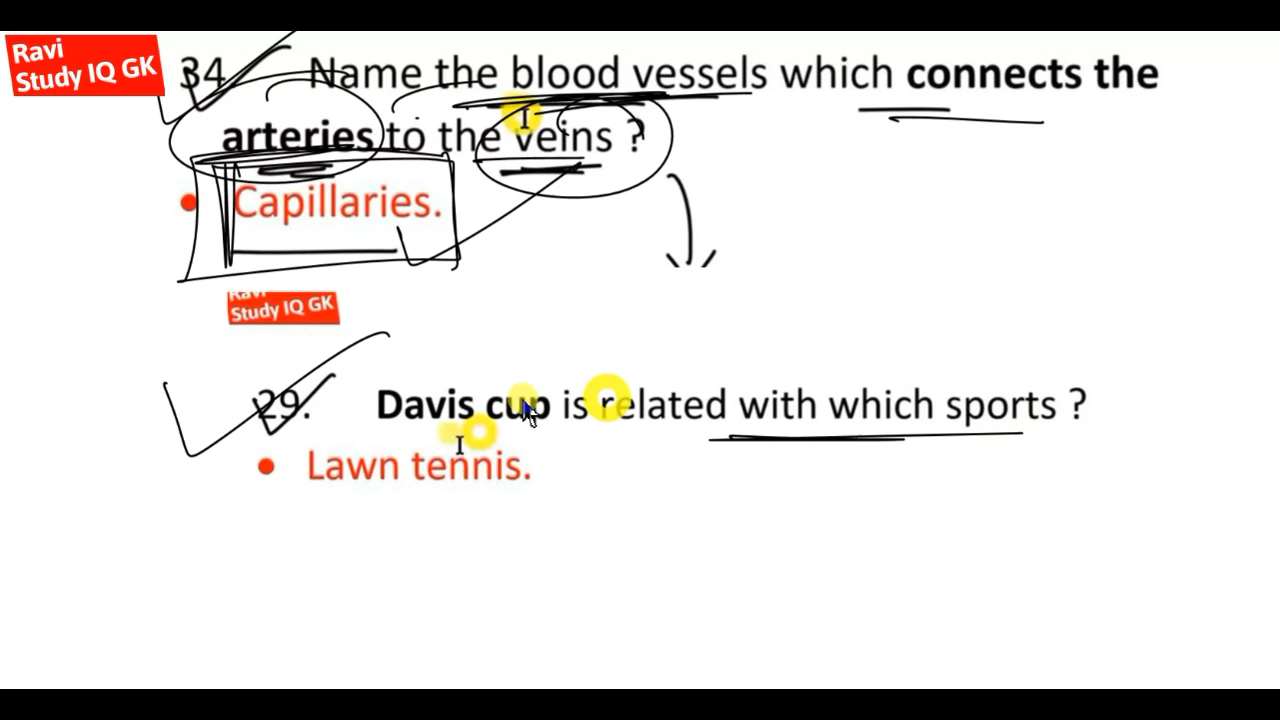 Ravi
Study IQ GK
34 Name the blood vessels which connects the
arteries to the veins ?
• Capillaries.
Ravi
Study IQ GK
29. Davis cup is related with which sports ?
• Lawn tennis.